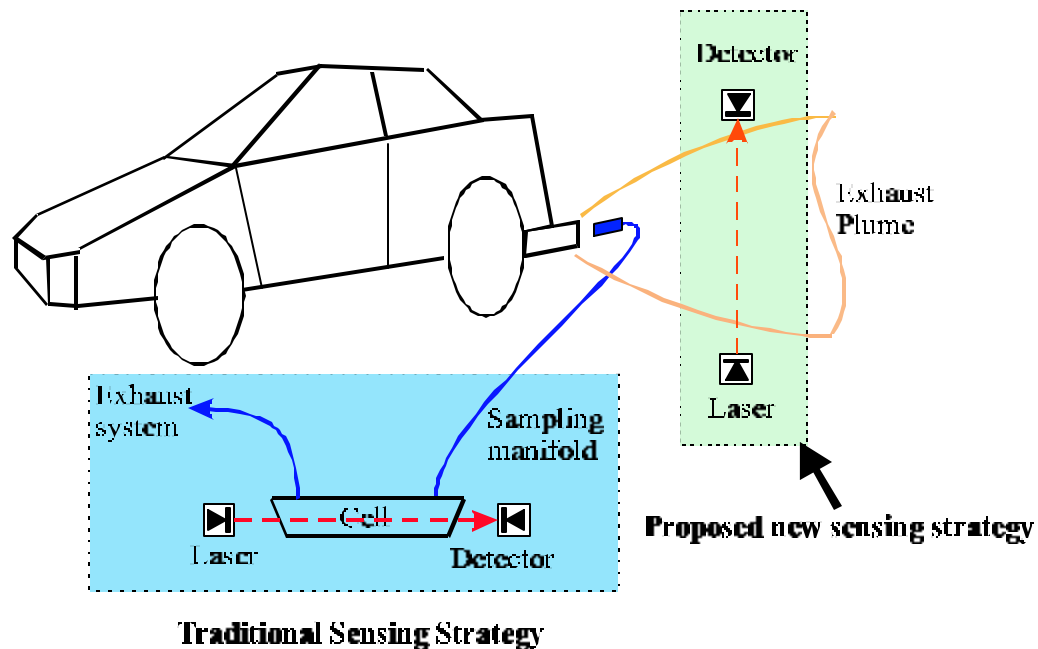 Detector
Exhaust
Plume
Laser
Exhaust
system
Sampling
manifold
Cell
Laser
Detector
Proposed new sensing strategy
Traditional Sensing Strategy